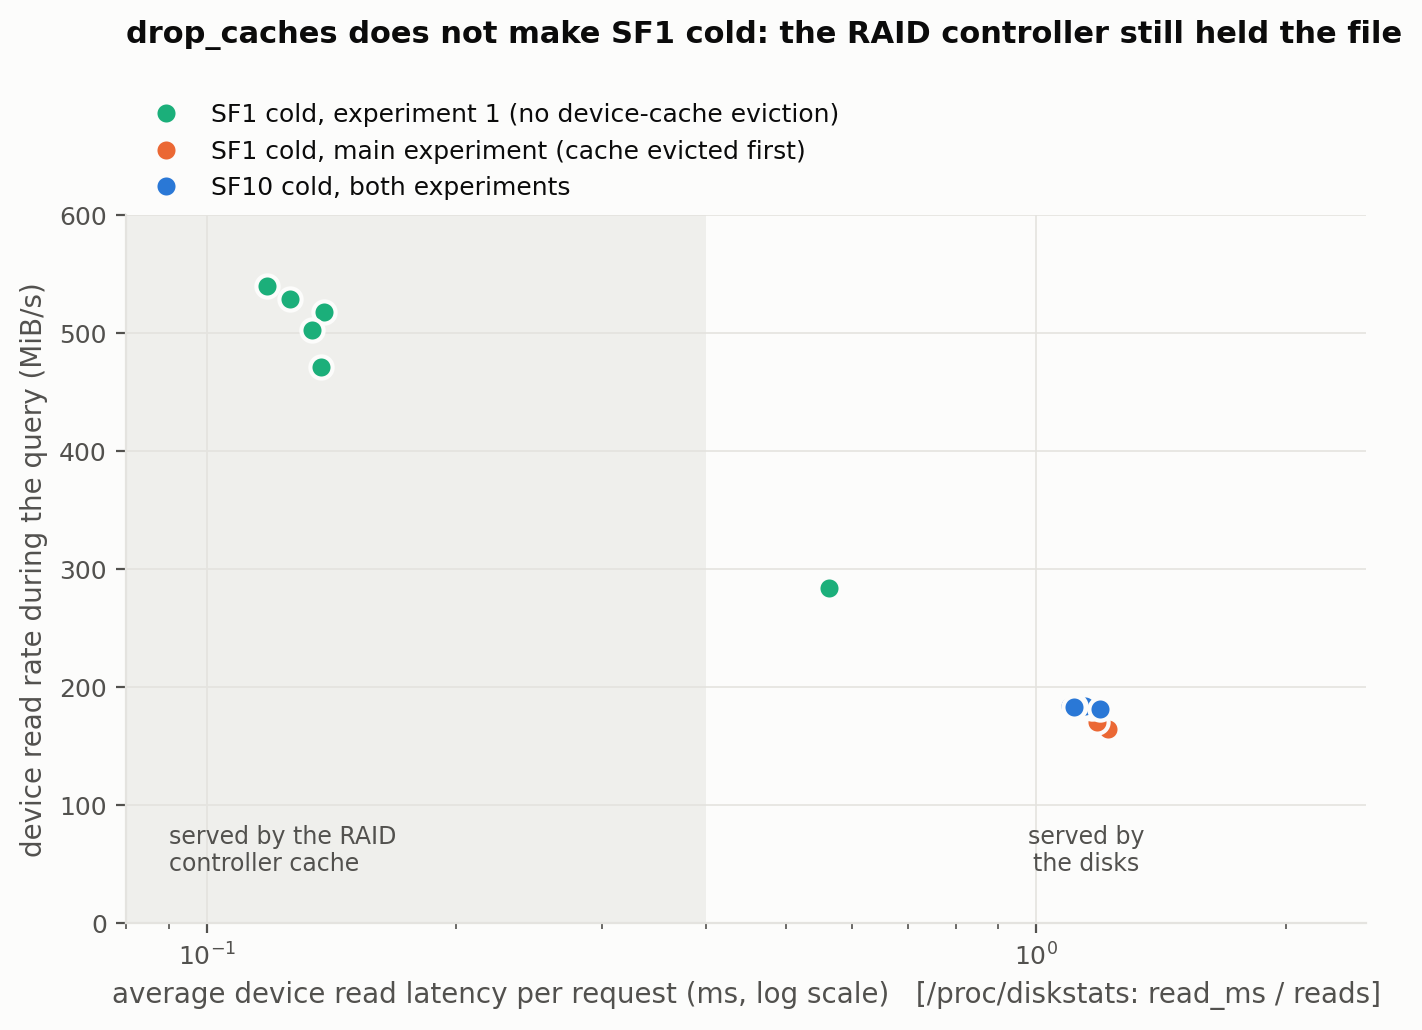 drop_caches does not make SF1 cold: the RAID controller still held the file
SF1 cold, experiment 1 (no device-cache eviction)
SF1 cold, main experiment (cache evicted first)
SF10 cold, both experiments
600
500
400
300
200
100
0
device read rate during the query (MiB/s)
served by the RAID
controller cache
served by
the disks
10⁻¹
10⁰
average device read latency per request (ms, log scale) [/proc/diskstats: read_ms / reads]